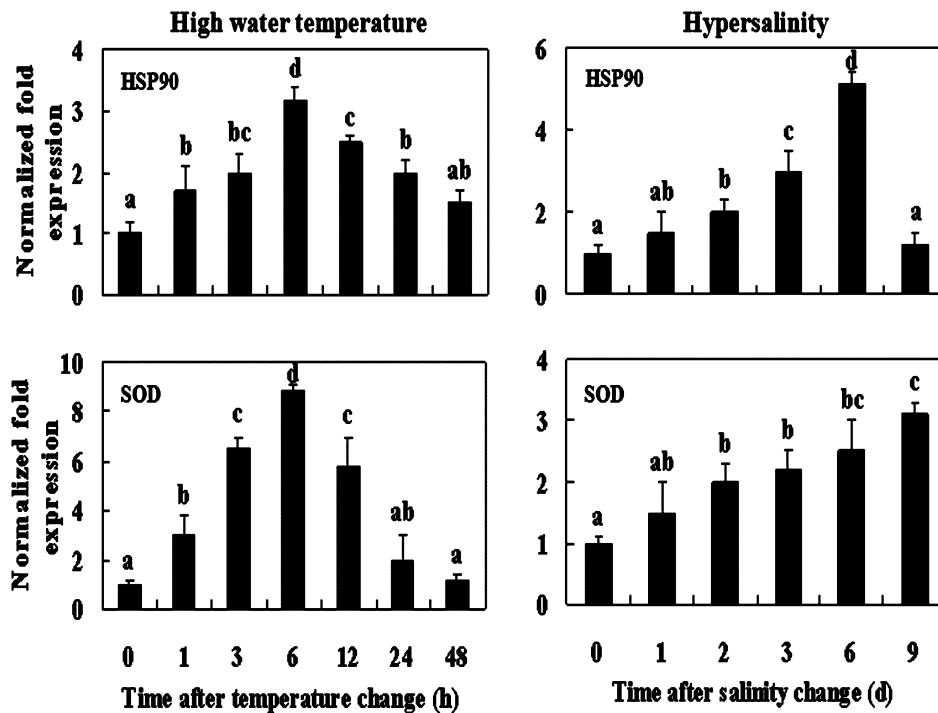 High water temperature
Hypersalinity
Normalized fold
expression
4
3
2
1
0
HSP90
a
b
bc
d
c
b
ab
6
4
2
0
HSP90
a
ab
b
c
d
a
Normalized fold
expression
10
8
6
4
2
0
SOD
a
b
c
d
c
ab
a
0 1 3 6 12 24 48
Time after temperature change (h)
4
3
2
1
0
SOD
a
ab
b
b
bc
c
0 1 2 3 6 9
Time after salinity change (d)